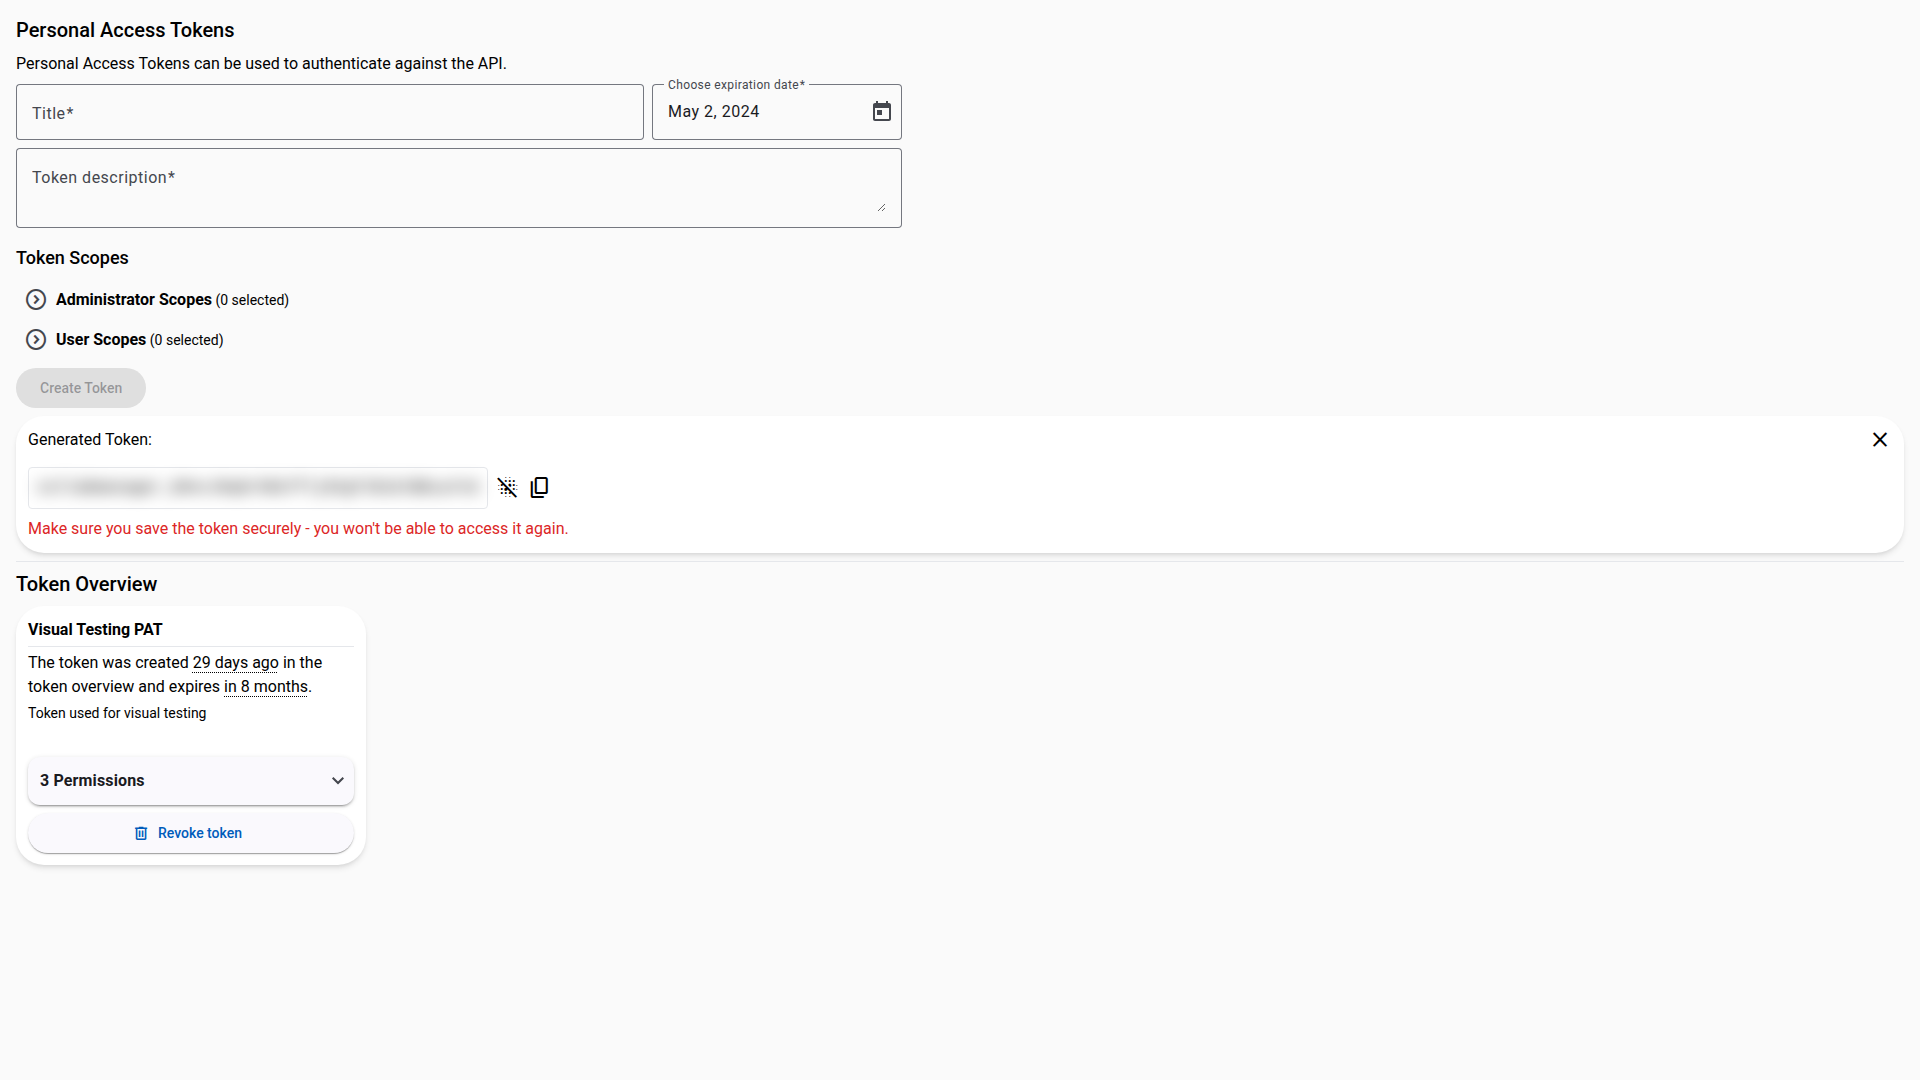 Personal Access Tokens
Personal Access Tokens can be used to authenticate against the API.
Choose expiration date*
Title*
May 2, 2024
Token description*
Token Scopes
Administrator Scopes (0 selected)
User Scopes (0 selected)
Create Token
Generated Token:
Make sure you save the token securely - you won't be able to access it again.
Token Overview
Visual Testing PAT
The token was created 29 days ago in the
token overview and expires in 8 months.
Token used for visual testing
3 Permissions
Revoke token